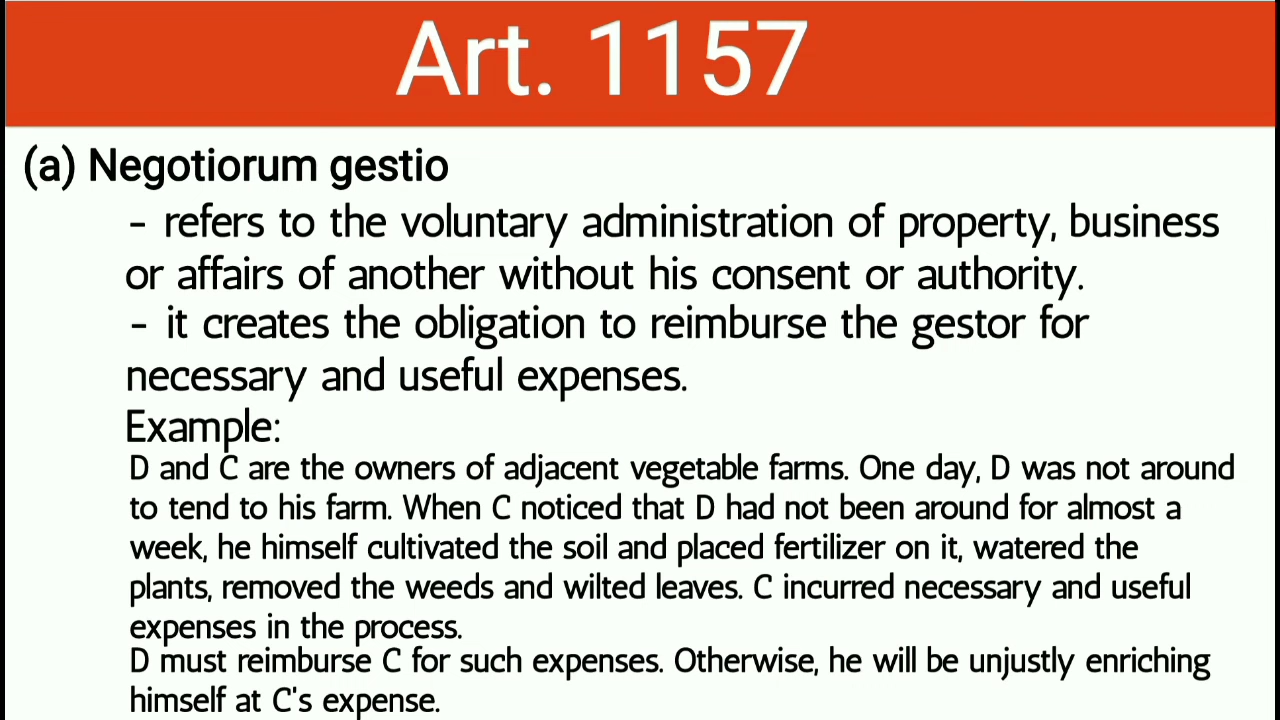 Art. 1157
(a) Negotiorum gestio
- refers to the voluntary administration of property, business
or affairs of another without his consent or authority.
- it creates the obligation to reimburse the gestor for
necessary and useful expenses.
Example:
D and C are the owners of adjacent vegetable farms. One day, D was not around
to tend to his farm. When C noticed that D had not been around for almost a
week, he himself cultivated the soil and placed fertilizer on it, watered the
plants, removed the weeds and wilted leaves. C incurred necessary and useful
expenses in the process.
D must reimburse C for such expenses. Otherwise, he will be unjustly enriching
himself at C's expense.